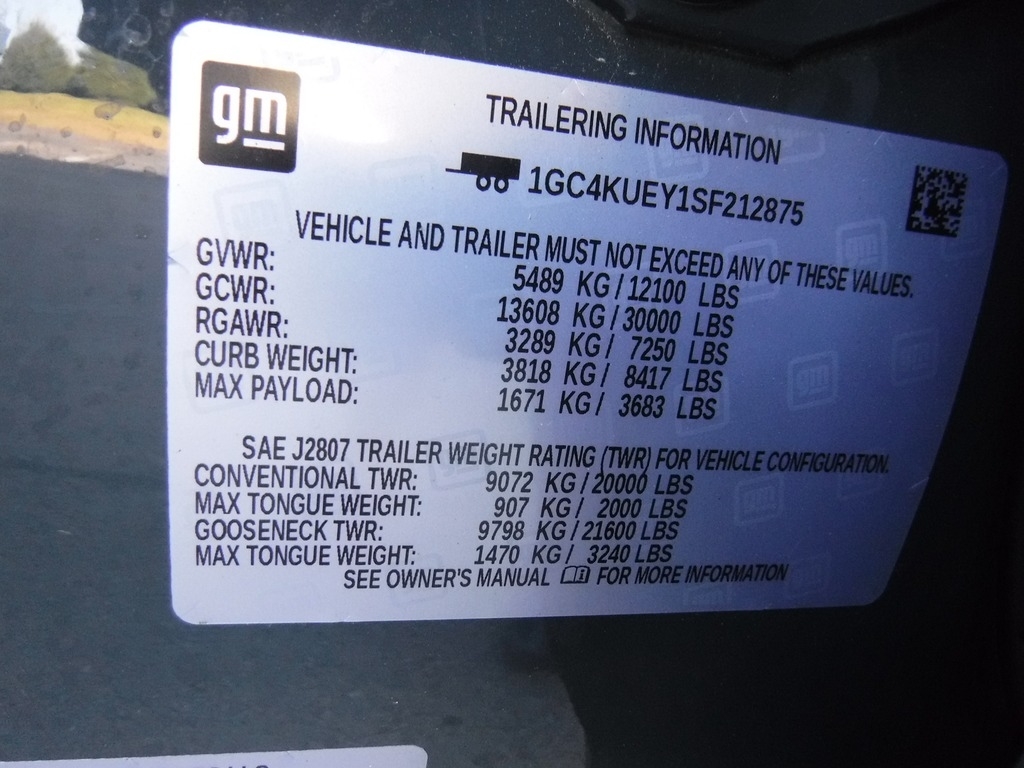 gm
TRAILERING INFORMATION
1GC4KUEY1SF212875
VEHICLE AND TRAILER MUST NOT EXCEED ANY OF THESE VALUES.
GVWR: 5489 KG / 12100 LBS
GCWR: 13608 KG / 30000 LBS
RGAWR: 3289 KG / 7250 LBS
CURB WEIGHT: 3818 KG / 8417 LBS
MAX PAYLOAD: 1671 KG / 3683 LBS
SAE J2807 TRAILER WEIGHT RATING (TWR) FOR VEHICLE CONFIGURATION.
CONVENTIONAL TWR: 9072 KG / 20000 LBS
MAX TONGUE WEIGHT: 907 KG / 2000 LBS
GOOSENECK TWR: 9798 KG / 21600 LBS
MAX TONGUE WEIGHT: 1470 KG / 3240 LBS
SEE OWNER'S MANUAL FOR MORE INFORMATION